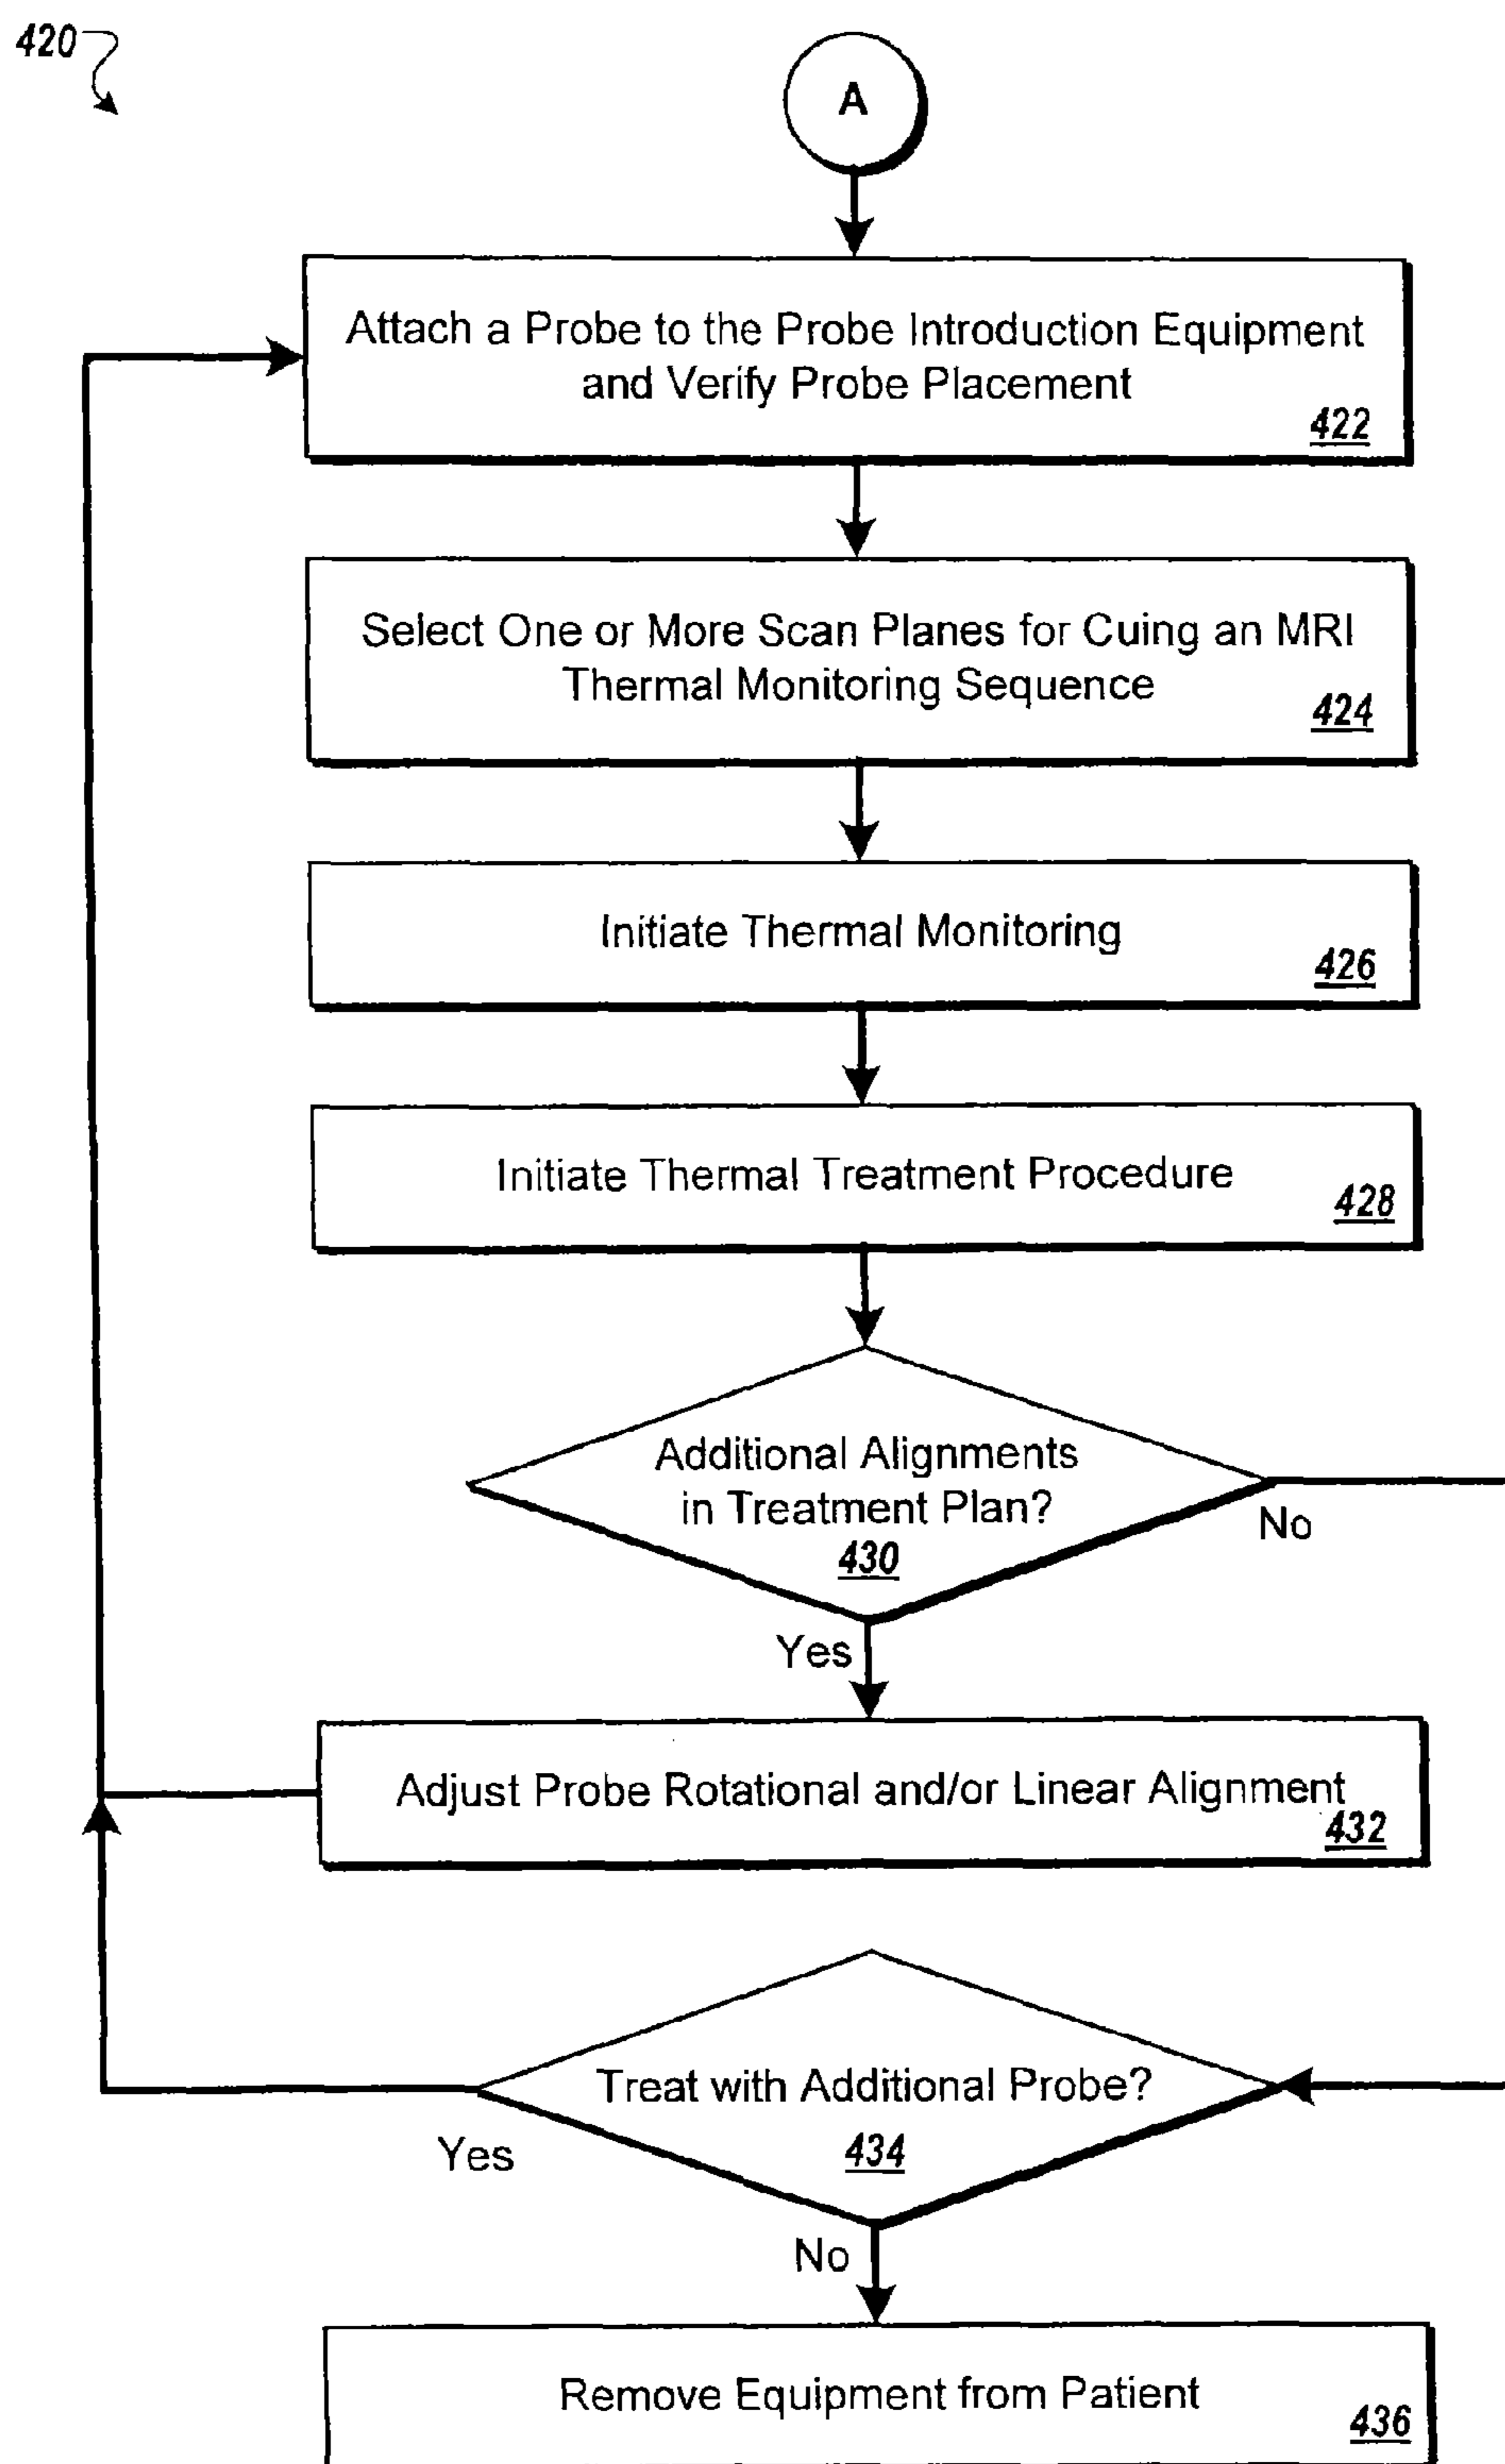 420
A
Attach a Probe to the Probe Introduction Equipment
and Verify Probe Placement
422
Select One or More Scan Planes for Cuing an MRI
Thermal Monitoring Sequence
424
Initiate Thermal Monitoring
426
Initiate Thermal Treatment Procedure
428
Additional Alignments
in Treatment Plan?
430
No
Yes
Adjust Probe Rotational and/or Linear Alignment
432
Treat with Additional Probe?
434
Yes
No
Remove Equipment from Patient
436